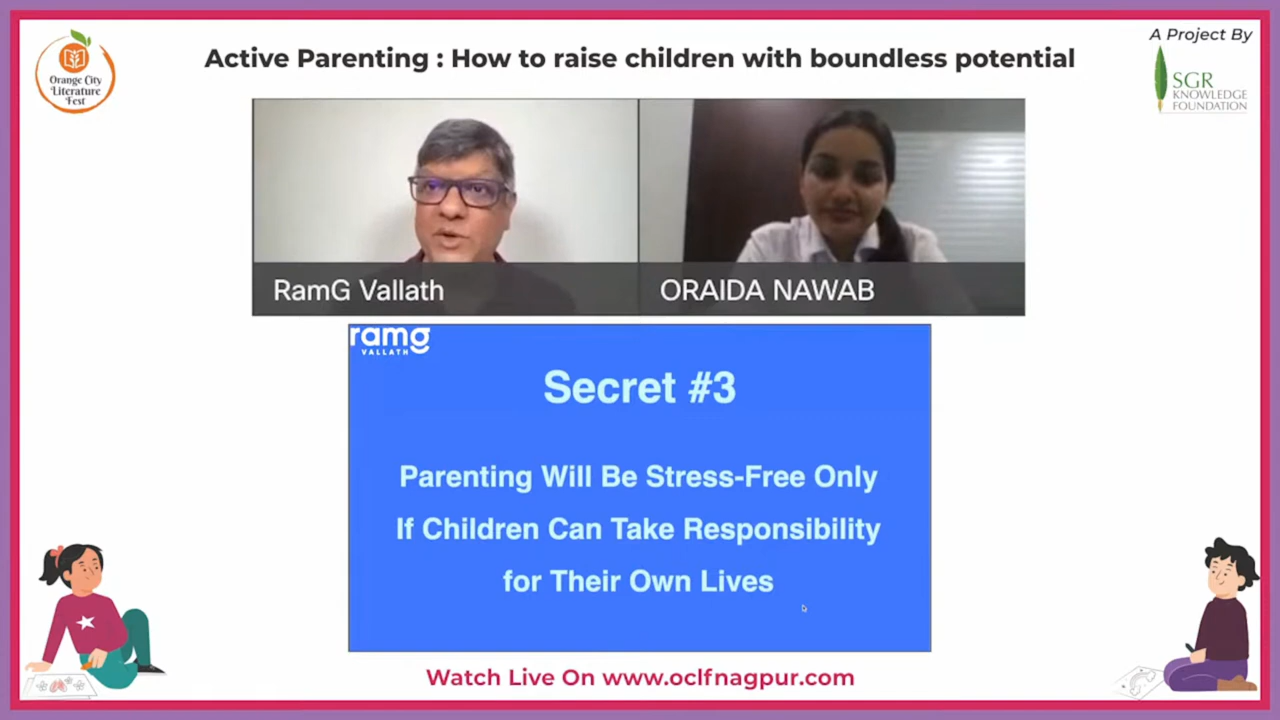 Orange City
Literature
Fest
Active Parenting : How to raise children with boundless potential
A Project By
SGR
KNOWLEDGE
FOUNDATION
RamG Vallath
ORAIDA NAWAB
ramg
VALLATH
Secret #3
Parenting Will Be Stress-Free Only
If Children Can Take Responsibility
for Their Own Lives
Watch Live On www.oclfnagpur.com